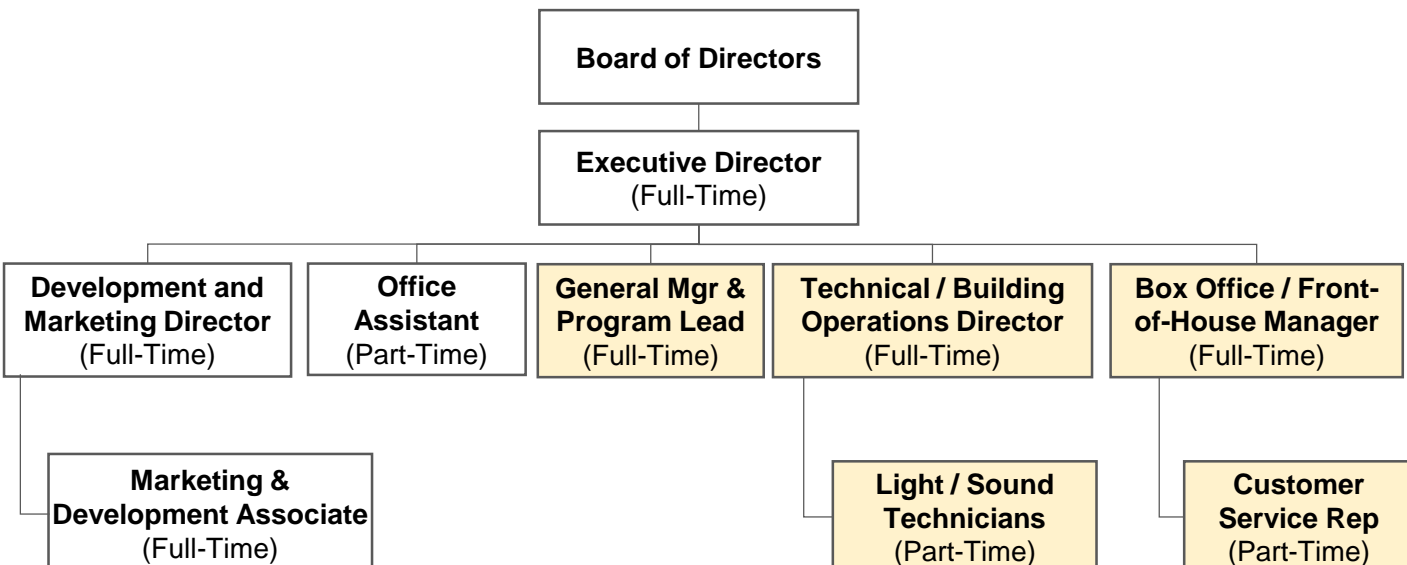 Board of Directors
Executive Director
(Full-Time)
Development and
Marketing Director
(Full-Time)
Office
Assistant
(Part-Time)
General Mgr &
Program Lead
(Full-Time)
Technical / Building
Operations Director
(Full-Time)
Box Office / Front-
of-House Manager
(Full-Time)
Marketing &
Development Associate
(Full-Time)
Light / Sound
Technicians
(Part-Time)
Customer
Service Rep
(Part-Time)